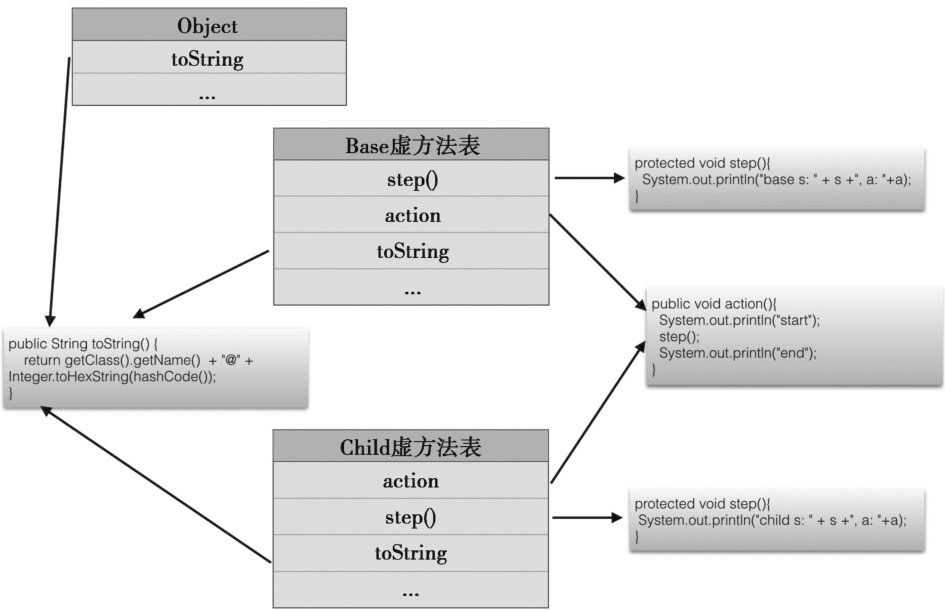 Object
toString
...
Base虚方法表
step()
action
toString
...
protected void step(){
System.out.println("base s: " + s +", a: "+a);
}
public void action(){
System.out.println("start");
step();
System.out.println("end");
}
public String toString() {
return getClass().getName() + "@" +
Integer.toHexString(hashCode());
}
Child虚方法表
action
step()
toString
...
protected void step(){
System.out.println("child s: " + s +", a: "+a);
}